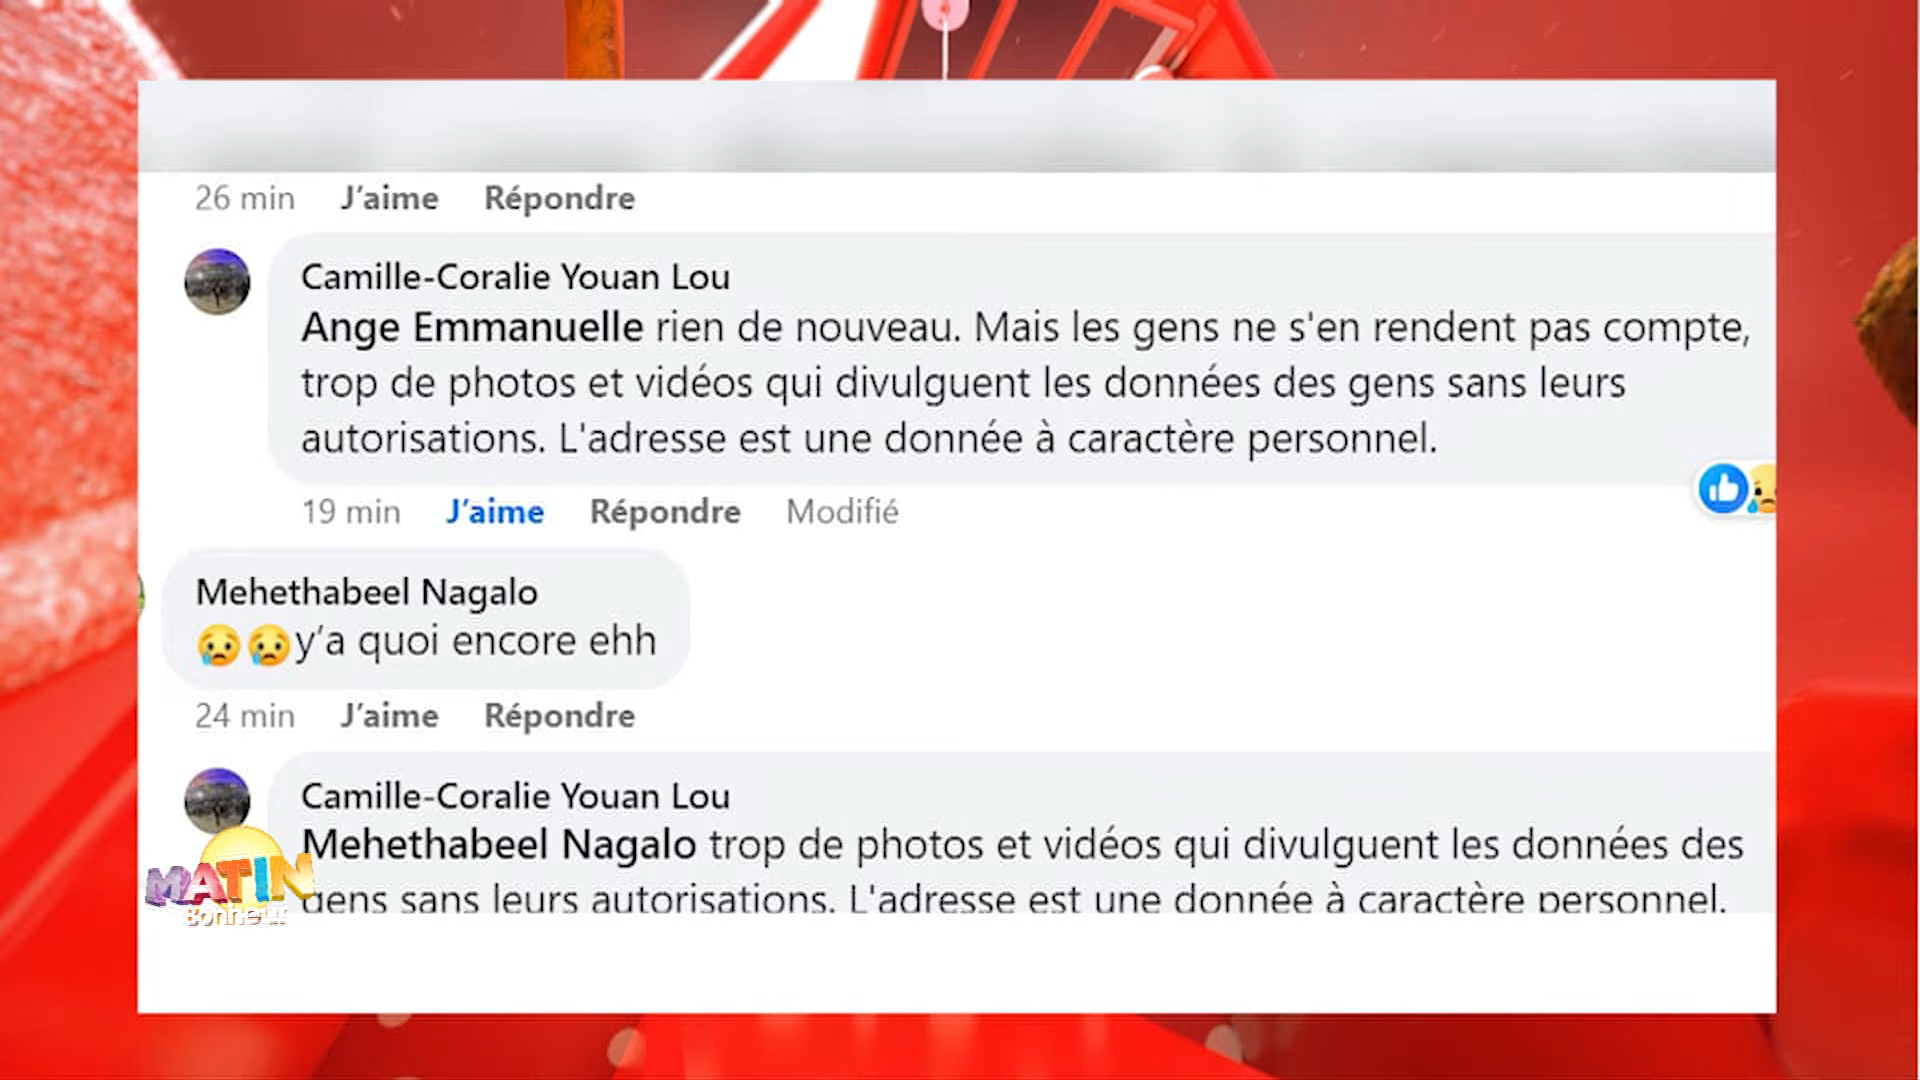 26 min J'aime Répondre
Camille-Coralie Youan Lou
Ange Emmanuelle rien de nouveau. Mais les gens ne s'en rendent pas compte,
trop de photos et vidéos qui divulguent les données des gens sans leurs
autorisations. L'adresse est une donnée à caractère personnel.
19 min J'aime Répondre Modifié
Mehethabeel Nagalo
😥😥y'a quoi encore ehh
24 min J'aime Répondre
Camille-Coralie Youan Lou
Mehethabeel Nagalo trop de photos et vidéos qui divulguent les données des
gens sans leurs autorisations. L'adresse est une donnée à caractère personnel.
MATIN
Bonheur